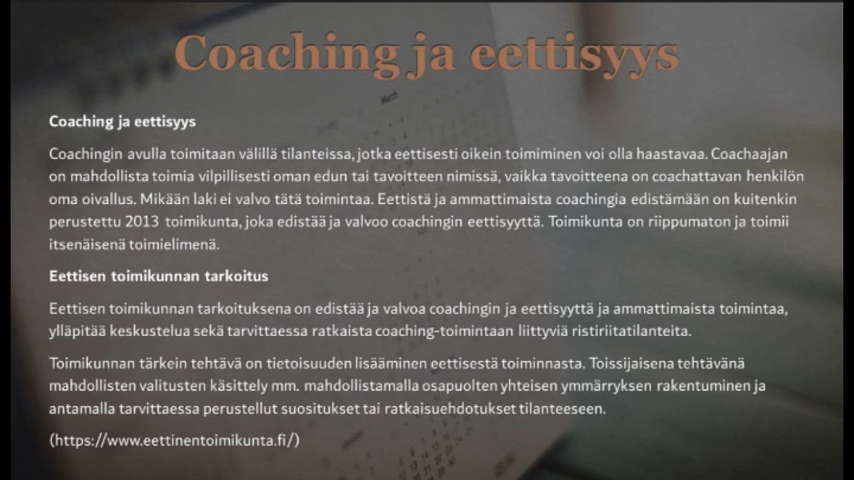 Coaching ja eettisyys
Coaching ja eettisyys
Coachingin avulla toimitaan välillä tilanteissa, jotka eettisesti oikein toimiminen voi olla haastavaa. Coachaajan
on mahdollista toimia vilpillisesti oman edun tai tavoitteen nimissä, vaikka tavoitteena on coachattavan henkilön
oma oivallus. Mikään laki ei valvo tätä toimintaa. Eettistä ja ammattimaista coachingia edistämään on kuitenkin
perustettu 2013 toimikunta, joka edistää ja valvoo coachingin eettisyyttä. Toimikunta on riippumaton ja toimii
itsenäisenä toimielimenä.
Eettisen toimikunnan tarkoitus
Eettisen toimikunnan tarkoituksena on edistää ja valvoa coachingin ja eettisyyttä ja ammattimaista toimintaa,
ylläpitää keskustelua sekä tarvittaessa ratkaista coaching-toimintaan liittyviä ristiriitatilanteita.
Toimikunnan tärkein tehtävä on tietoisuuden lisääminen eettisestä toiminnasta. Toissijaisena tehtävänä
mahdollisten valitusten käsittely mm. mahdollistamalla osapuolten yhteisen ymmärryksen rakentuminen ja
antamalla tarvittaessa perustellut suositukset tai ratkaisuehdotukset tilanteeseen.
(https://www.eettinentoimikunta.fi/)